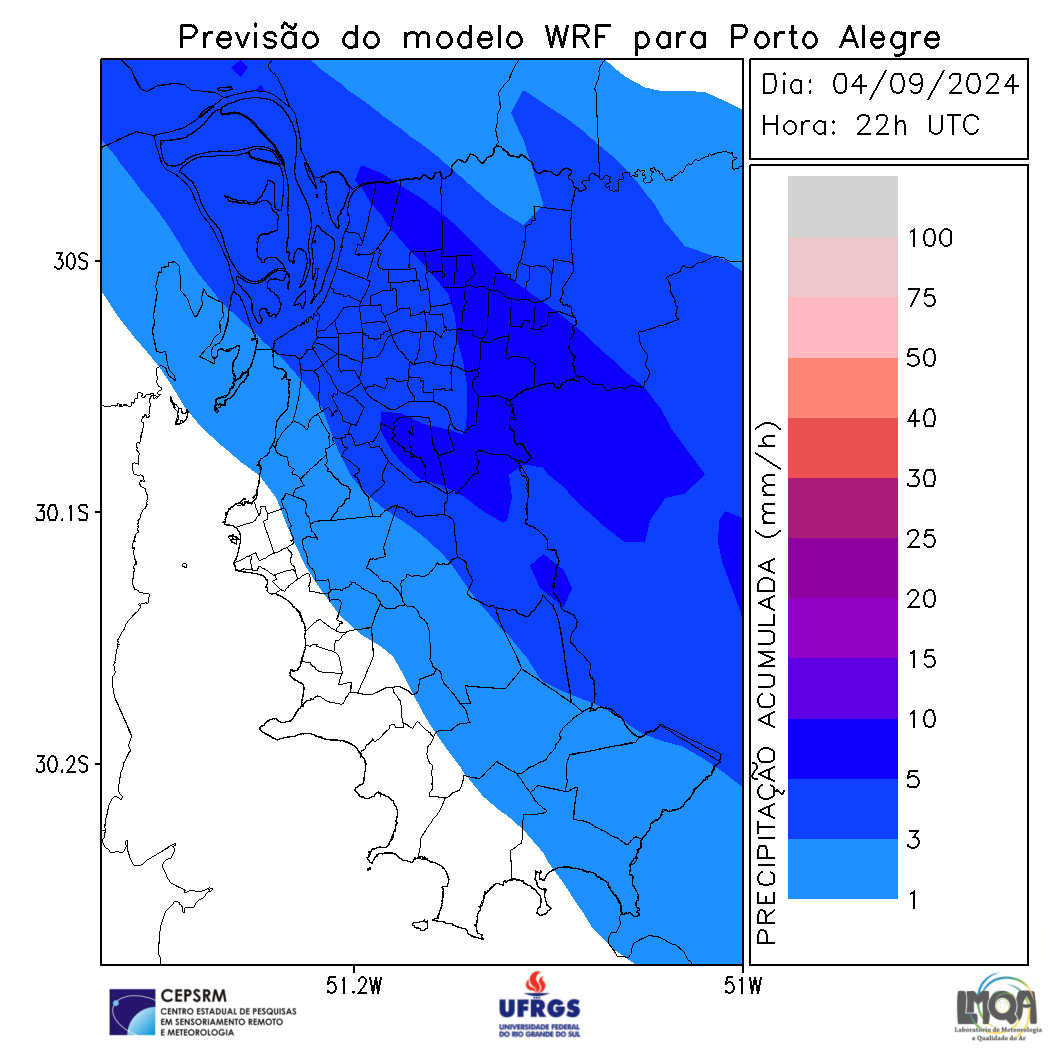 Previsão do modelo WRF para Porto Alegre
Dia: 04/09/2024
Hora: 22h UTC
30S
30.1S
30.2S
51.2W
51W
PRECIPITAÇÃO ACUMULADA (mm/h)
100
75
50
40
30
25
20
15
10
5
3
1
CEPSRM
CENTRO ESTADUAL DE PESQUISAS
EM SENSORIAMENTO REMOTO
E METEOROLOGIA
UFRGS
UNIVERSIDADE FEDERAL
DO RIO GRANDE DO SUL
LMQA
Laboratório de Meteorologia
e Qualidade do Ar